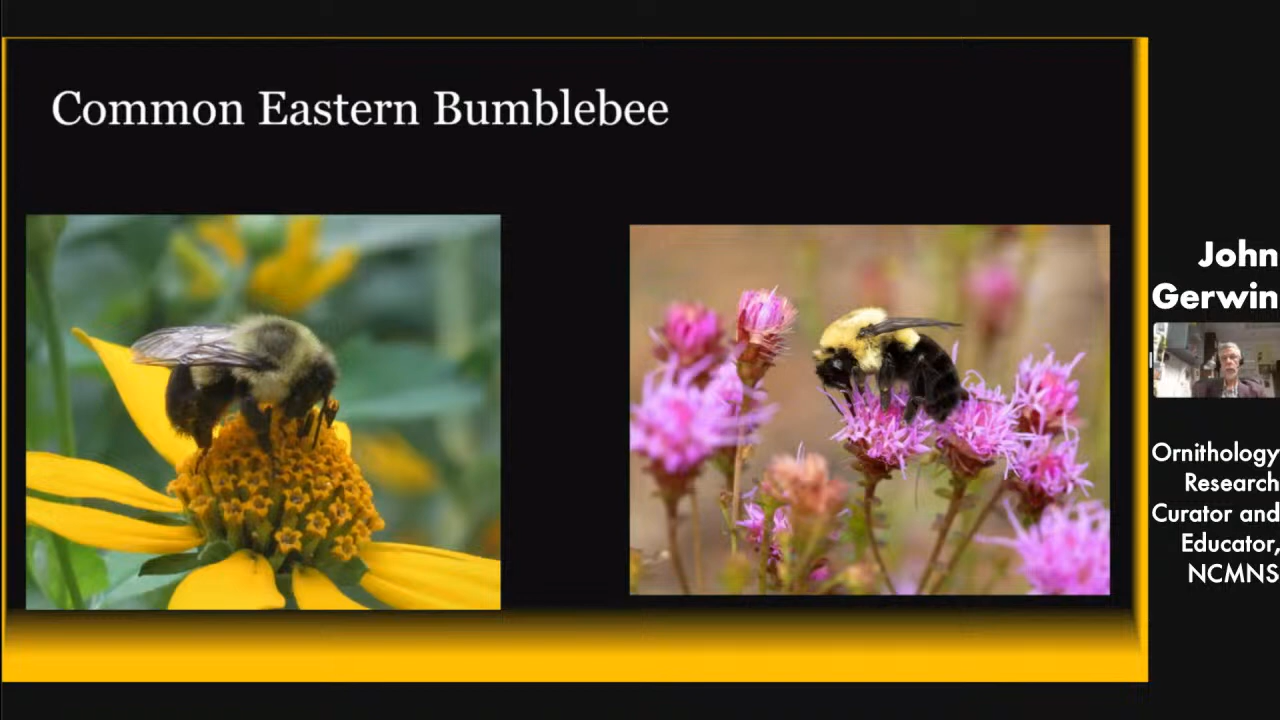 Common Eastern Bumblebee
John
Gerwin
Ornithology
Research
Curator and
Educator,
NCMNS